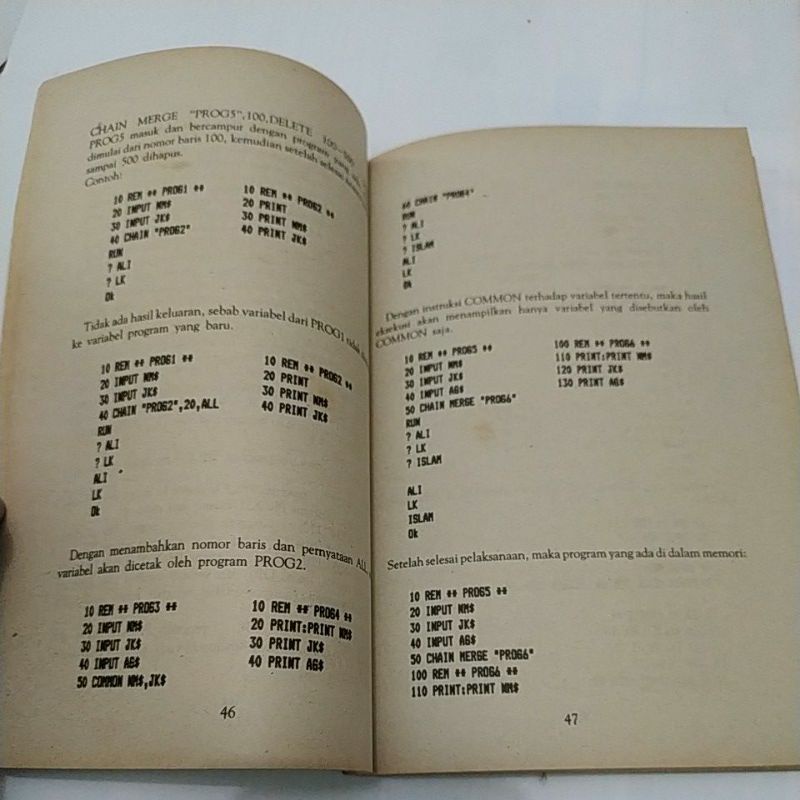 CHAIN MERGE "PROG5",100,DELETE 100-500
PROG5 masuk dan bercampur dengan program yang ada
dimulai dari nomor baris 100, kemudian setelah selesai
sampai 500 dihapus.
Contoh:
10 REM ** PROG1 **
20 INPUT NM$
30 INPUT JK$
40 CHAIN "PROG2"
RUN
? ALI
? LK
Ok
10 REM ** PROG2 **
20 PRINT
30 PRINT NM$
40 PRINT JK$
Tidak ada hasil keluaran, sebab variabel dari PROG1 tidak
ke variabel program yang baru.
10 REM ** PROG1 **
20 INPUT NM$
30 INPUT JK$
40 CHAIN "PROG2",20,ALL
RUN
? ALI
? LK
ALI
LK
Ok
10 REM ** PROG2 **
20 PRINT
30 PRINT NM$
40 PRINT JK$
Dengan menambahkan nomor baris dan pernyataan ALL
variabel akan dicetak oleh program PROG2.
10 REM ** PROG3 **
20 INPUT NM$
30 INPUT JK$
40 INPUT AG$
50 COMMON NM$,JK$
10 REM ** PROG4 **
20 PRINT:PRINT NM$
30 PRINT JK$
40 PRINT AG$
46
60 CHAIN "PROG4"
RUN
? ALI
? LK
? ISLAM
ALI
LK
Ok
Dengan instruksi COMMON terhadap variabel tertentu, maka hasil
eksekusi akan menampilkan hanya variabel yang disebutkan oleh
COMMON saja.
10 REM ** PROG5 **
20 INPUT NM$
30 INPUT JK$
40 INPUT AG$
50 CHAIN MERGE "PROG6"
RUN
? ALI
? LK
? ISLAM
ALI
LK
ISLAM
Ok
100 REM ** PROG6 **
110 PRINT:PRINT NM$
120 PRINT JK$
130 PRINT AG$
Setelah selesai pelaksanaan, maka program yang ada di dalam memori:
10 REM ** PROG5 **
20 INPUT NM$
30 INPUT JK$
40 INPUT AG$
50 CHAIN MERGE "PROG6"
100 REM ** PROG6 **
110 PRINT:PRINT NM$
47